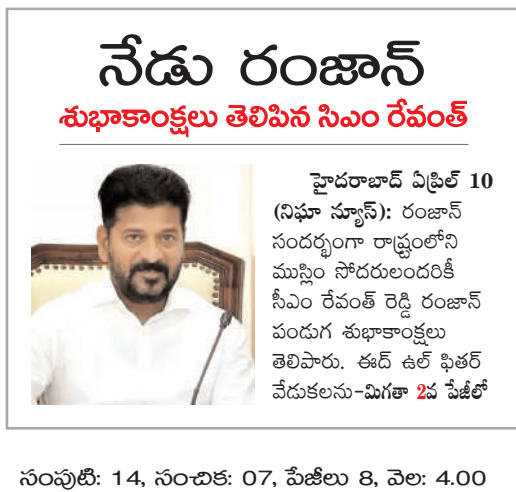 నేడు రంజాన్
శుభాకాంక్షలు తెలిపిన సిఎం రేవంత్
హైదరాబాద్ ఏప్రిల్ 10
(నిఘా న్యూస్): రంజాన్
సందర్భంగా రాష్ట్రంలోని
ముస్లిం సోదరులందరికీ
సీఎం రేవంత్ రెడ్డి రంజాన్
పండుగ శుభాకాంక్షలు
తెలిపారు. ఈద్ ఉల్ ఫితర్
వేడుకలను-మిగతా 2వ పేజీలో
సంపుటి: 14, సంచిక: 07, పేజీలు 8, వెల: 4.00